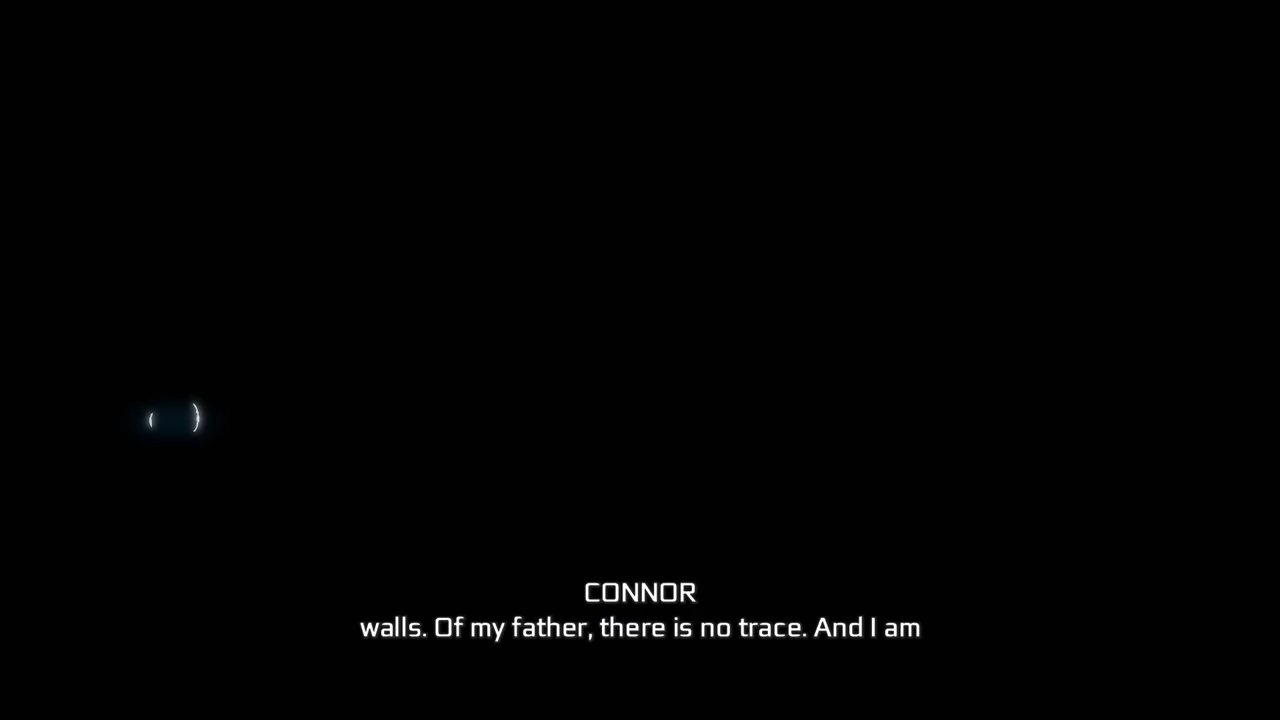 CONNOR
walls. Of my father, there is no trace. And I am